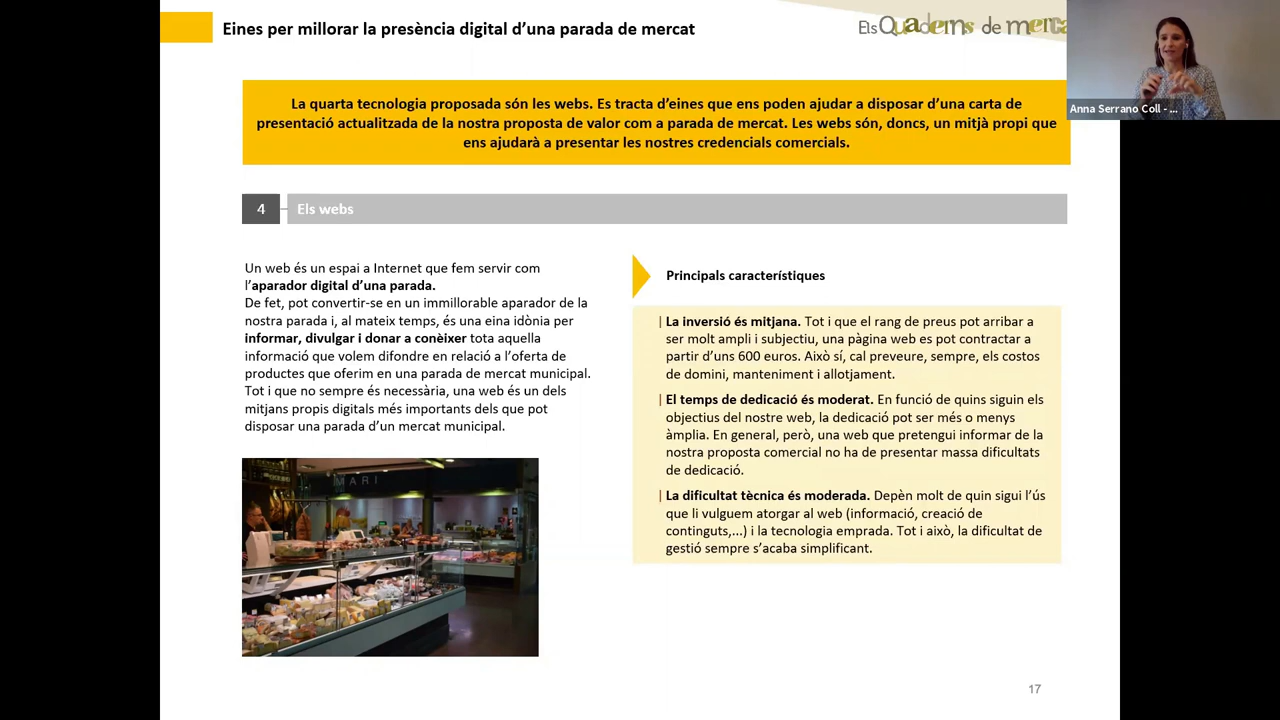 Eines per millorar la presència digital d'una parada de mercat
Els Quaderns de merca
Anna Serrano Coll - ...
La quarta tecnologia proposada són les webs. Es tracta d'eines que ens poden ajudar a disposar d'una carta de
presentació actualitzada de la nostra proposta de valor com a parada de mercat. Les webs són, doncs, un mitjà propi que
ens ajudarà a presentar les nostres credencials comercials.
4
Els webs
Un web és un espai a Internet que fem servir com
l'aparador digital d'una parada.
De fet, pot convertir-se en un immillorable aparador de la
nostra parada i, al mateix temps, és una eina idònia per
informar, divulgar i donar a conèixer tota aquella
informació que volem difondre en relació a l'oferta de
productes que oferim en una parada de mercat municipal.
Tot i que no sempre és necessària, una web és un dels
mitjans propis digitals més importants dels que pot
disposar una parada d'un mercat municipal.
MARI
Principals característiques
| La inversió és mitjana. Tot i que el rang de preus pot arribar a
ser molt ampli i subjectiu, una pàgina web es pot contractar a
partir d'uns 600 euros. Això sí, cal preveure, sempre, els costos
de domini, manteniment i allotjament.
| El temps de dedicació és moderat. En funció de quins siguin els
objectius del nostre web, la dedicació pot ser més o menys
àmplia. En general, però, una web que pretengui informar de la
nostra proposta comercial no ha de presentar massa dificultats
de dedicació.
| La dificultat tècnica és moderada. Depèn molt de quin sigui l'ús
que li vulguem atorgar al web (informació, creació de
continguts,...) i la tecnologia emprada. Tot i això, la dificultat de
gestió sempre s'acaba simplificant.
17